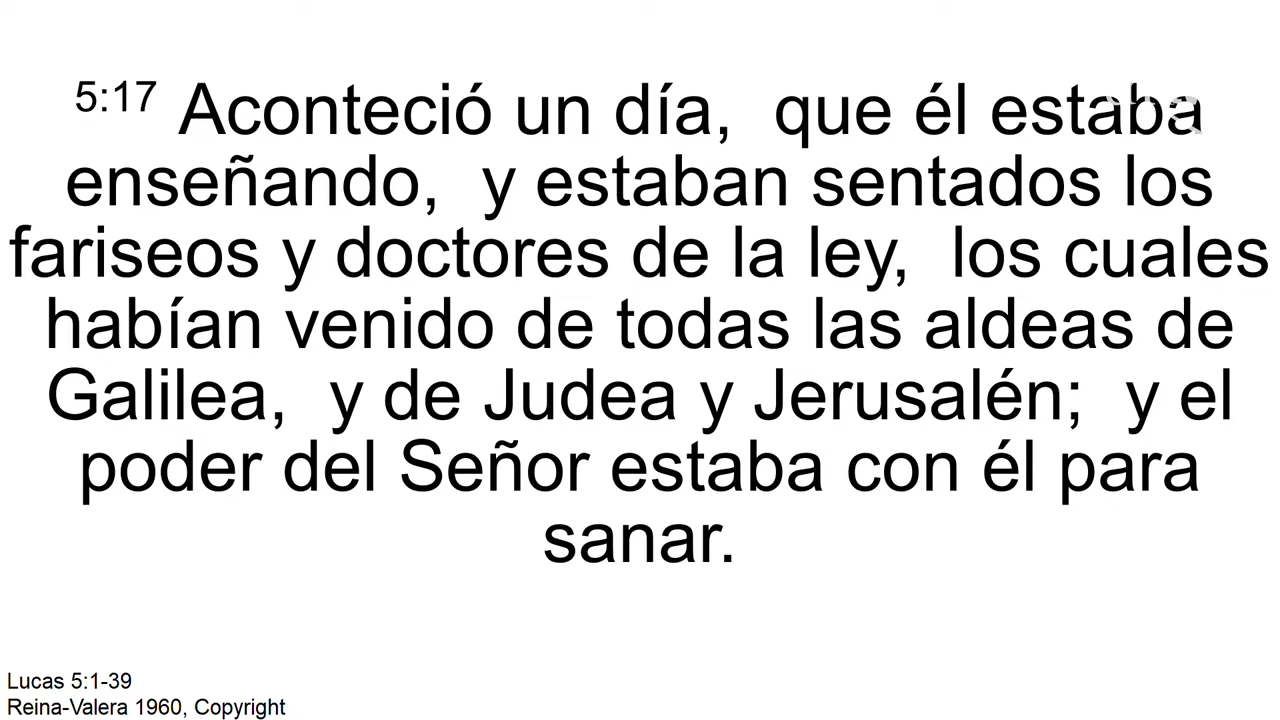 5:17 Aconteció un día, que él estaba
enseñando, y estaban sentados los
fariseos y doctores de la ley, los cuales
habían venido de todas las aldeas de
Galilea, y de Judea y Jerusalén; y el
poder del Señor estaba con él para
sanar.
Lucas 5:1-39
Reina-Valera 1960, Copyright